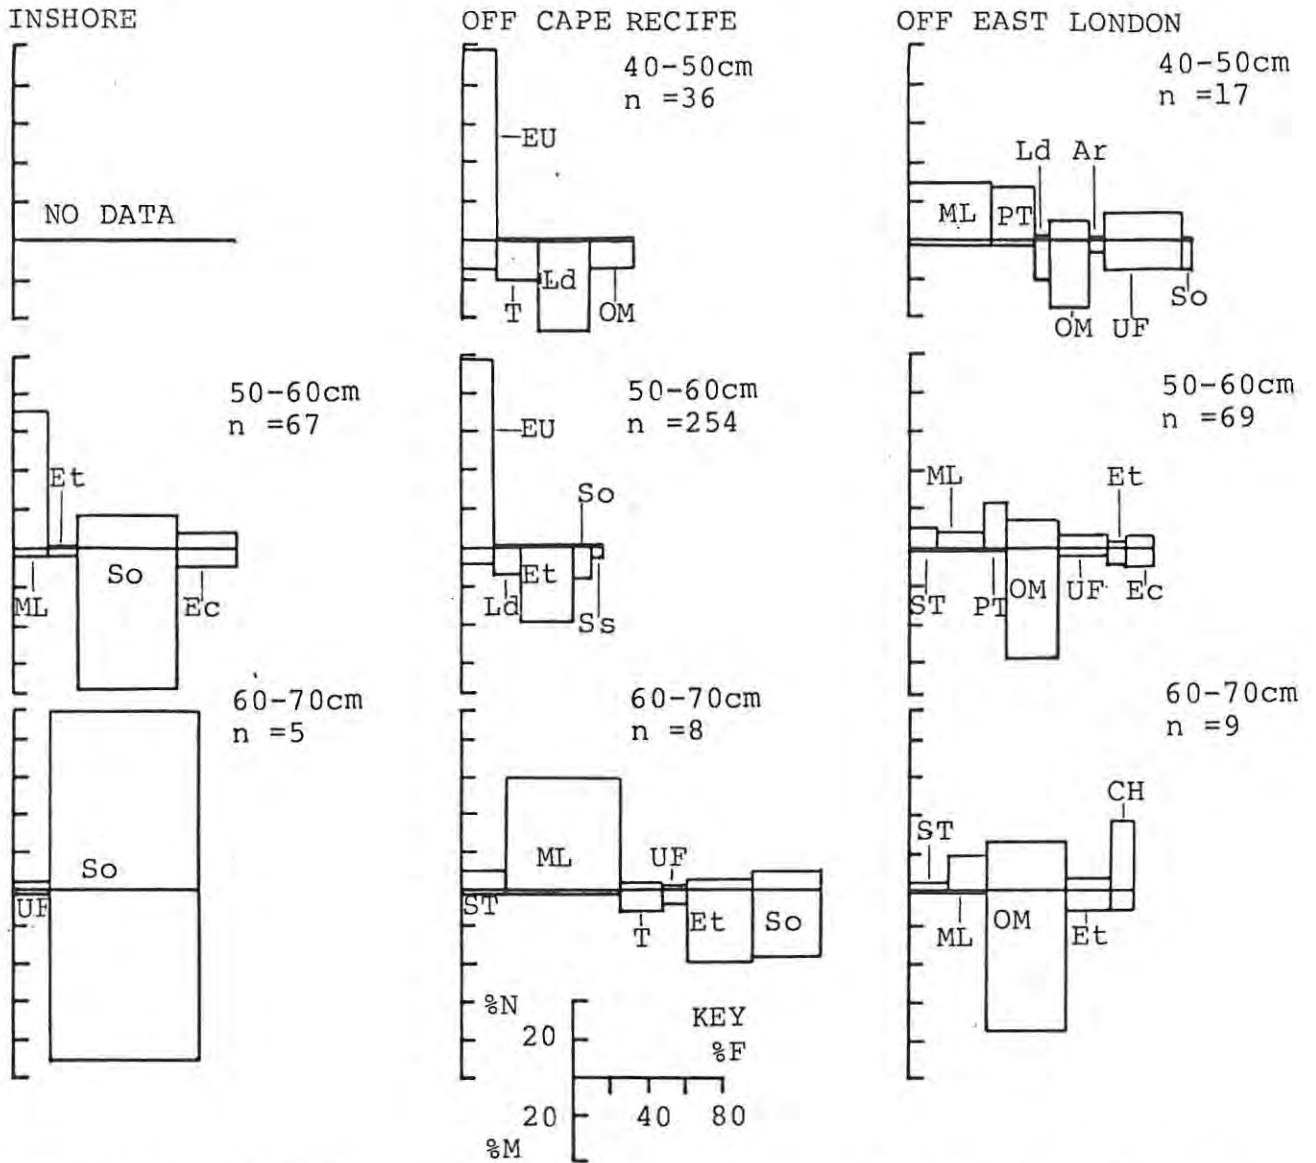 INSHORE
OFF CAPE RECIFE
OFF EAST LONDON
NO DATA
40-50cm
n =36
EU
T
Ld
OM
40-50cm
n =17
ML
PT
Ld
Ar
OM
UF
So
50-60cm
n =67
Et
ML
So
Ec
50-60cm
n =254
EU
So
Ld
Et
Ss
50-60cm
n =69
ML
Et
ST
PT
OM
UF
Ec
60-70cm
n =5
So
UF
60-70cm
n =8
ML
UF
ST
T
Et
So
60-70cm
n =9
CH
ST
ML
OM
Et
%N
KEY
20
%F
20
40
80
%M